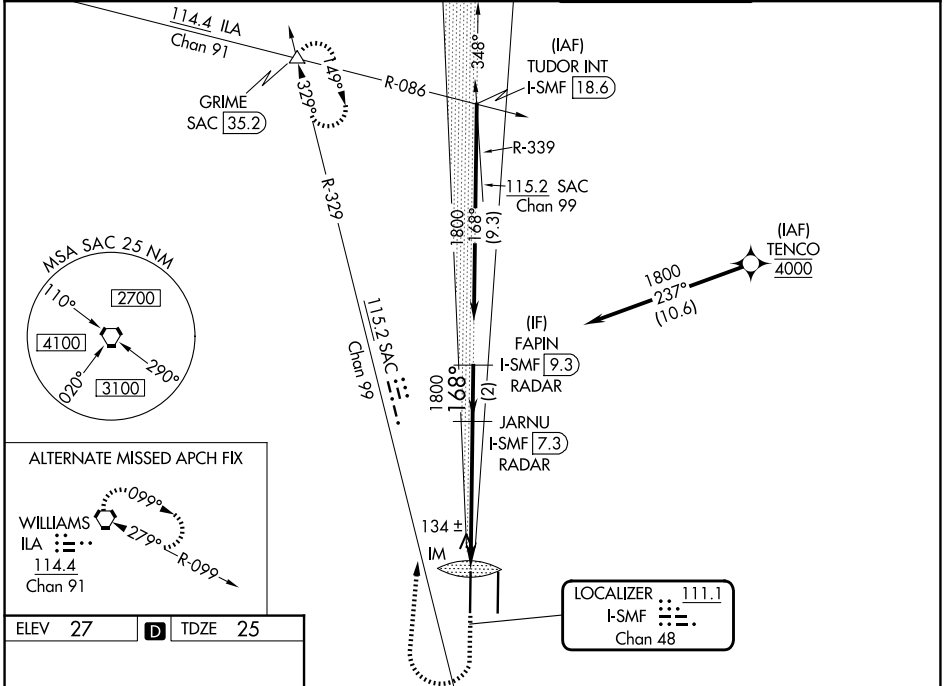 114.4 ILA
Chan 91
GRIME
SAC 35.2
149°
329°
R-086
348°
(IAF)
TUDOR INT
I-SMF 18.6
R-339
115.2 SAC
Chan 99
R-329
1800
168°
(9.3)
(IAF)
TENCO
4000
1800
237°
(10.6)
MSA SAC 25 NM
110°
2700
4100
020°
3100
290°
115.2 SAC
Chan 99
(IF)
FAPIN
I-SMF 9.3
RADAR
1800
168°
(2)
JARNU
I-SMF 7.3
RADAR
ALTERNATE MISSED APCH FIX
WILLIAMS
ILA
114.4
Chan 91
099°
279°
R-099
134 ±
IM
LOCALIZER 111.1
I-SMF
Chan 48
ELEV 27 D TDZE 25